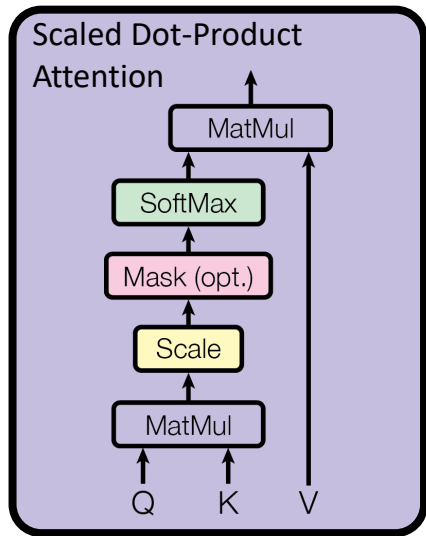 Scaled Dot-Product
Attention
MatMul
SoftMax
Mask (opt.)
Scale
MatMul
Q K V